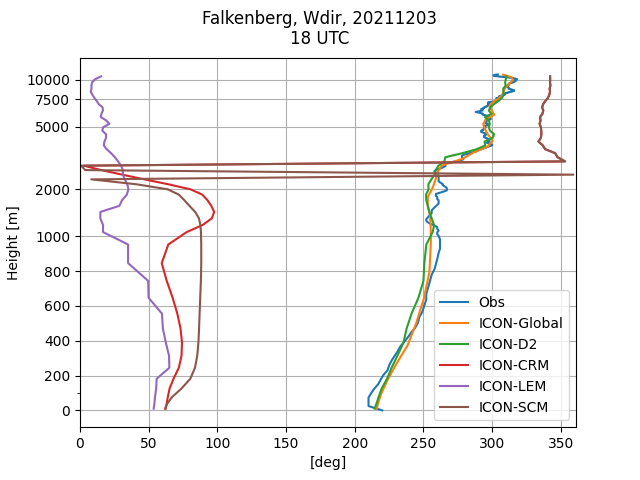 Falkenberg, Wdir, 20211203
18 UTC
10000
7500
5000
2000
1000
800
600
400
200
0
Height [m]
0
50
100
150
200
250
300
350
[deg]
Obs
ICON-Global
ICON-D2
ICON-CRM
ICON-LEM
ICON-SCM